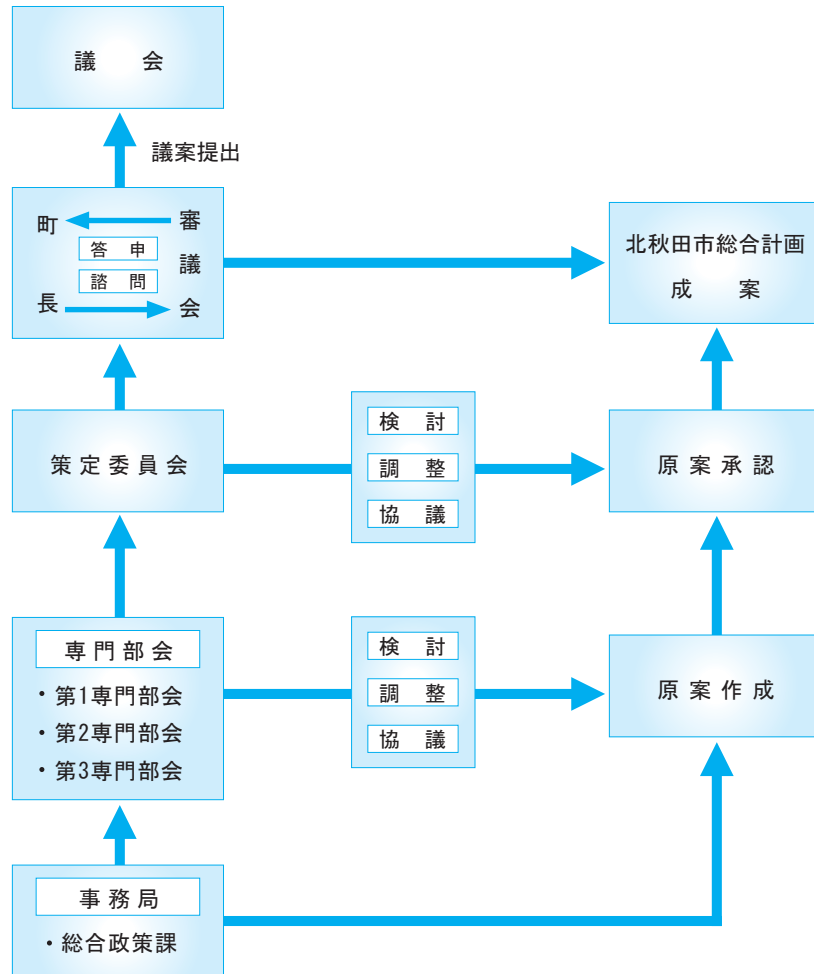 議　会
議案提出
町長
審議会
答　申
諮　問
北秋田市総合計画
成　案
策定委員会
検　討
調　整
協　議
原案承認
専門部会
・第1専門部会
・第2専門部会
・第3専門部会
検　討
調　整
協　議
原案作成
事務局
・総合政策課